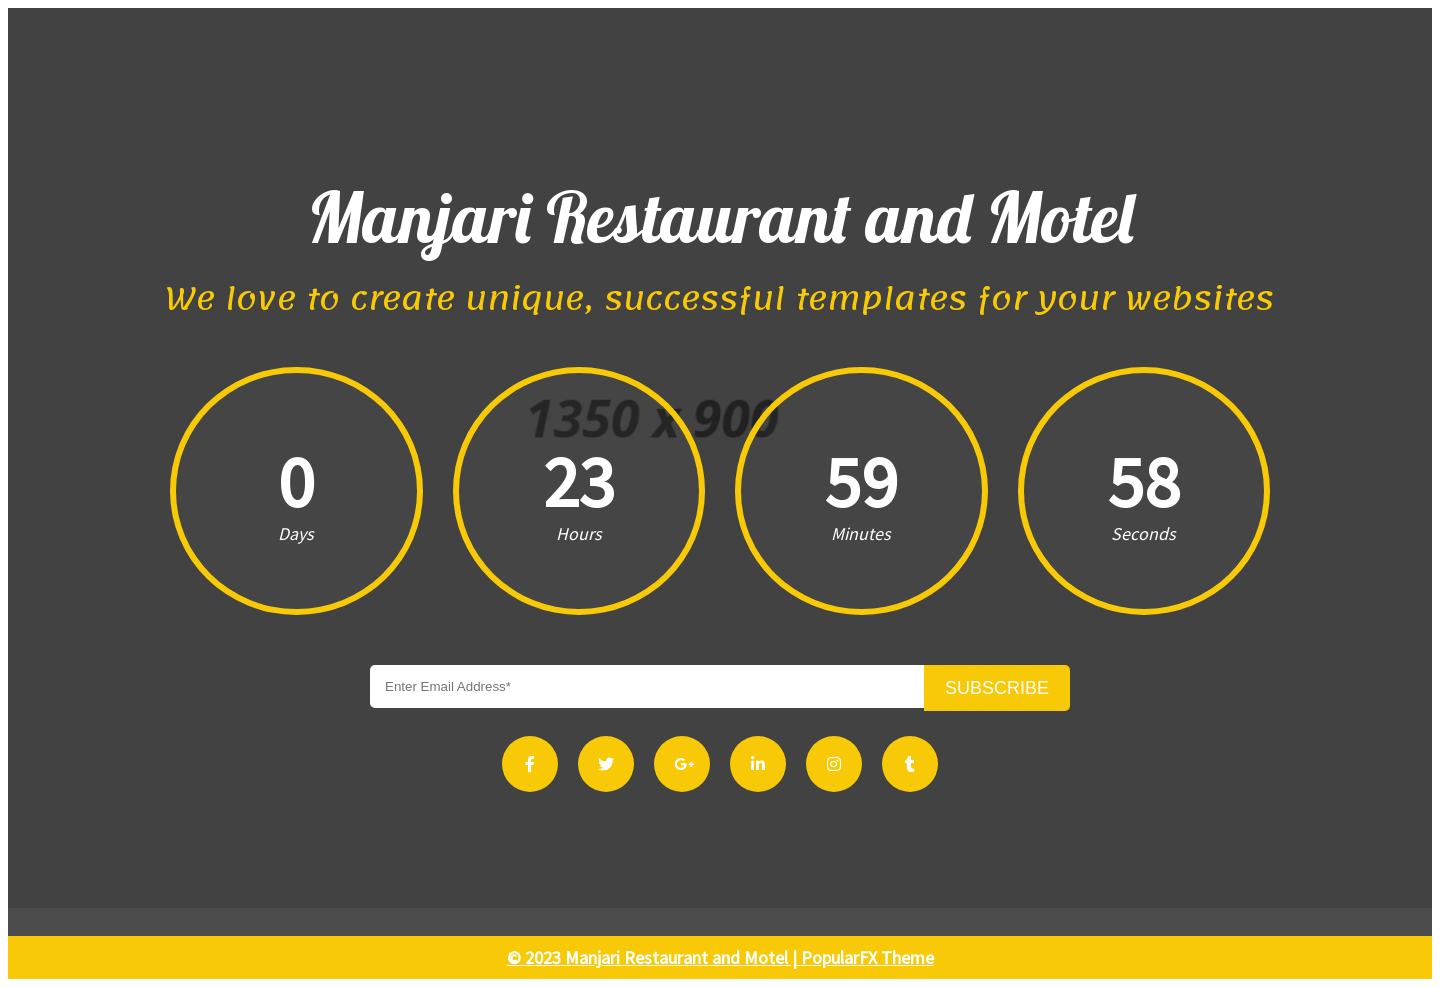 Manjari Restaurant and Motel
We love to create unique, successful templates for your websites
1350 x 900
0
Days
23
Hours
59
Minutes
58
Seconds
Enter Email Address*
SUBSCRIBE
© 2023 Manjari Restaurant and Motel | PopularFX Theme